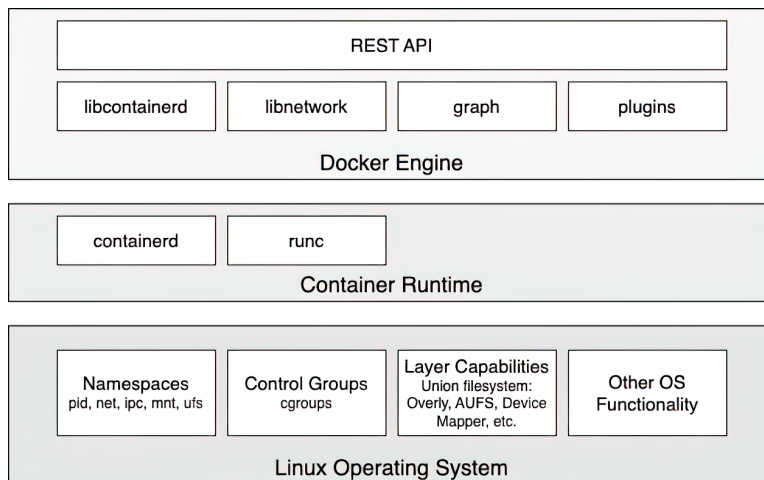 REST API
libcontainerd
libnetwork
graph
plugins
Docker Engine
containerd
runc
Container Runtime
Namespaces
pid, net, ipc, mnt, ufs
Control Groups
cgroups
Layer Capabilities
Union filesystem:
Overly, AUFS, Device
Mapper, etc.
Other OS
Functionality
Linux Operating System